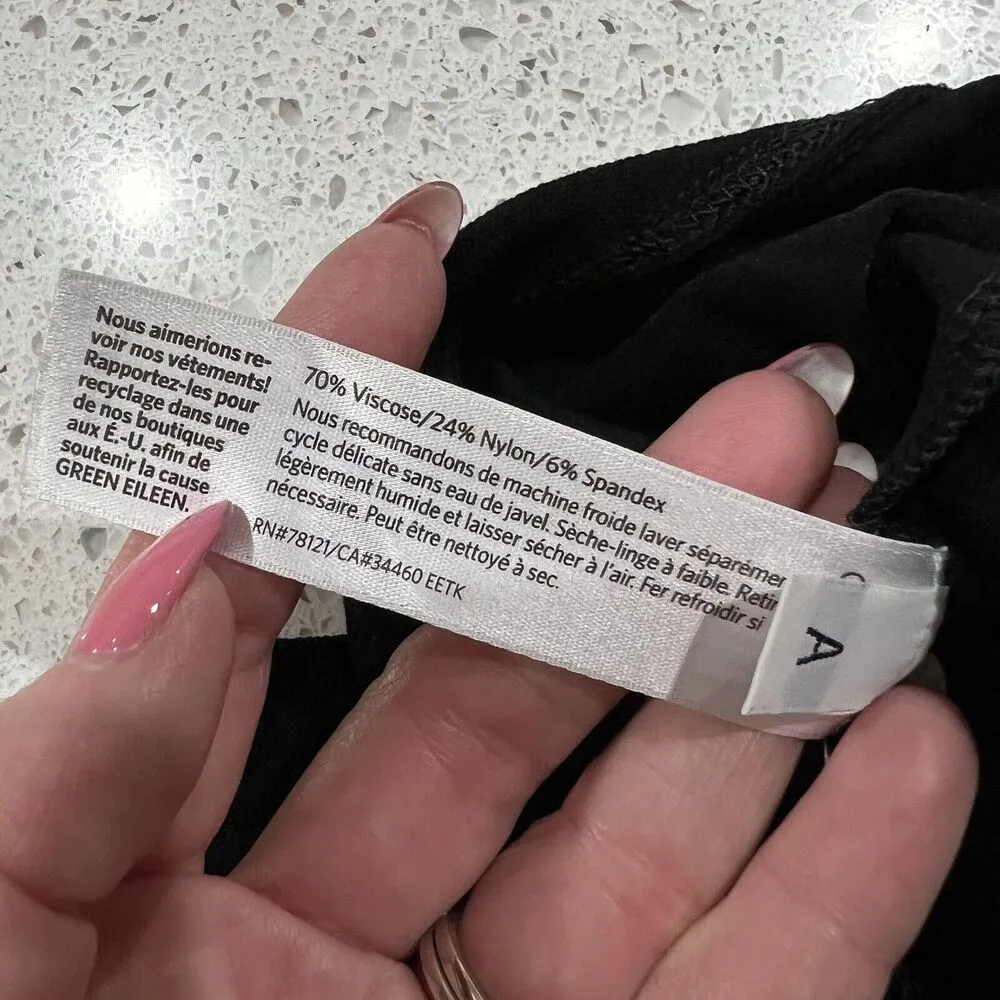 Nous aimerions re-
voir nos vétements!
Rapportez-les pour
recyclage dans une
de nos boutiques
aux É.-U, afin de
soutenir la cause
GREEN EILEEN.
70% Viscose/24% Nylon/6% Spandex
Nous recommandons de machine froide laver séparémen
cycle délicate sans eau de javel. Sèche-linge à faible. Retir
légèrement humide et laisser sécher à l'air. Fer refroidir si
nécessaire. Peut être nettoyé à sec.
RN#78121/CA#34460 EETK
A